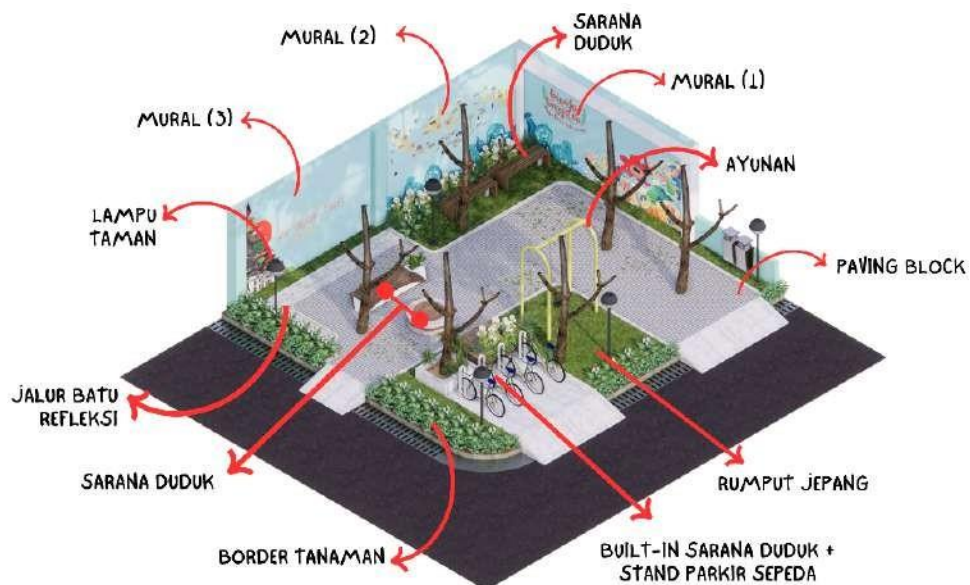 MURAL (2)
SARANA
DUDUK
MURAL (1)
MURAL (3)
AYUNAN
LAMPU
TAMAN
PAVING BLOCK
JALUR BATU
REFLEKSI
SARANA DUDUK
RUMPUT JEPANG
BORDER TANAMAN
BUILT-IN SARANA DUDUK +
STAND PARKIR SEPEDA